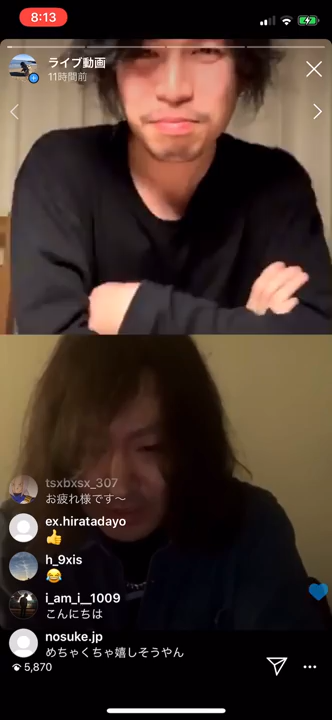 8:13
ライブ動画
11時間前
tsxbxsx_307
お疲れ様です〜
ex.hiratadayo
👍
h_9xis
😂
i_am_i__1009
こんにちは
nosuke.jp
めちゃくちゃ嬉しそうやん
5,870